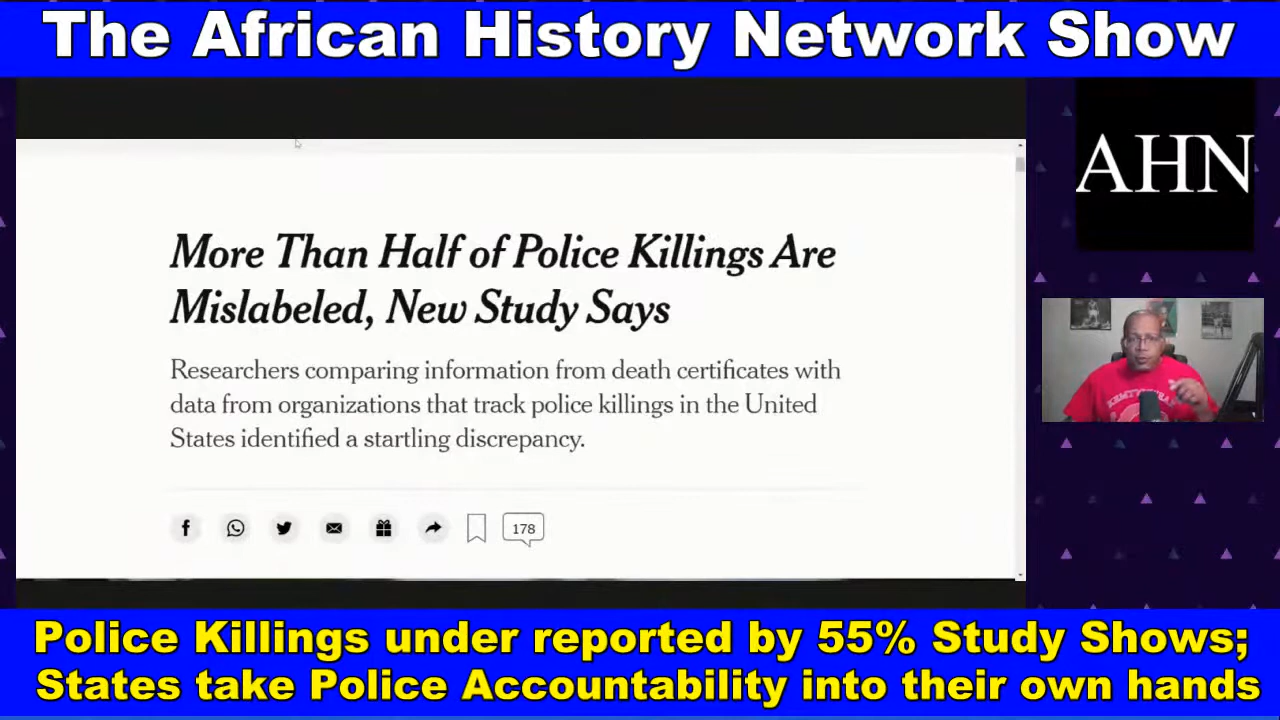 The African History Network Show
AHN
More Than Half of Police Killings Are
Mislabeled, New Study Says
Researchers comparing information from death certificates with
data from organizations that track police killings in the United
States identified a startling discrepancy.
178
Police Killings under reported by 55% Study Shows;
States take Police Accountability into their own hands